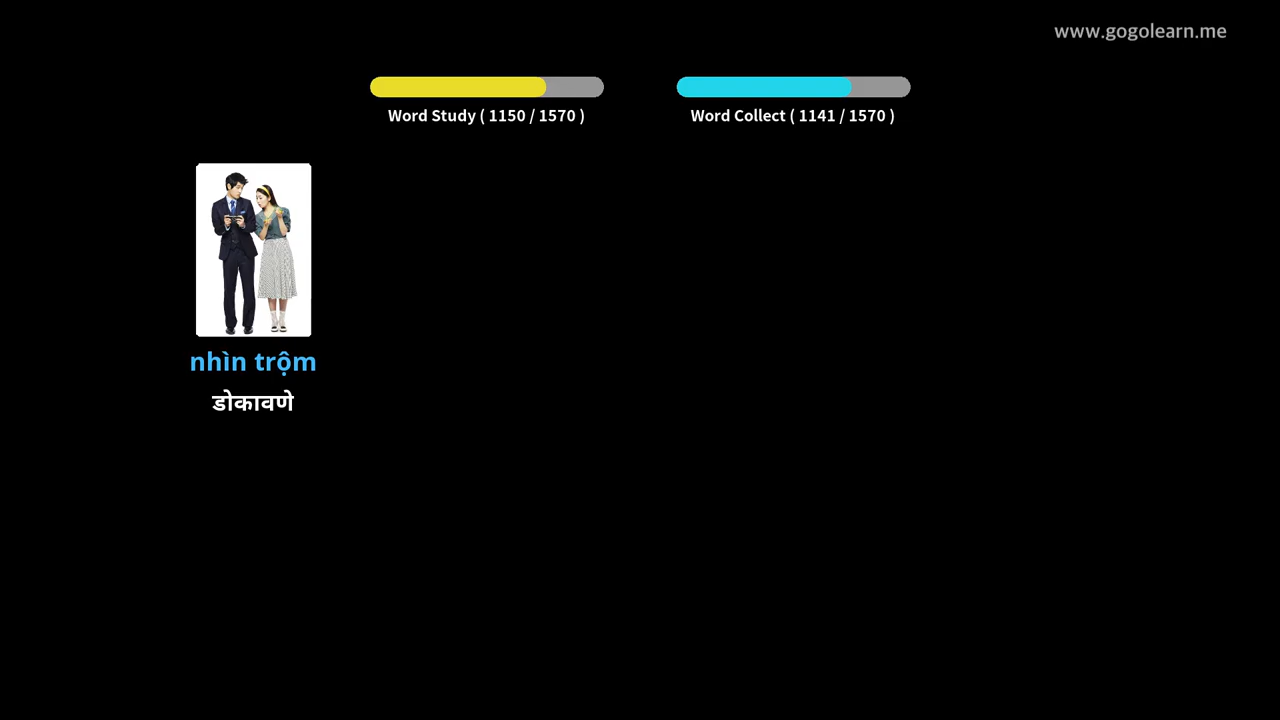 www.gogolearn.me
Word Study ( 1150 / 1570 )
Word Collect ( 1141 / 1570 )
nhìn trộm
डोकावणे